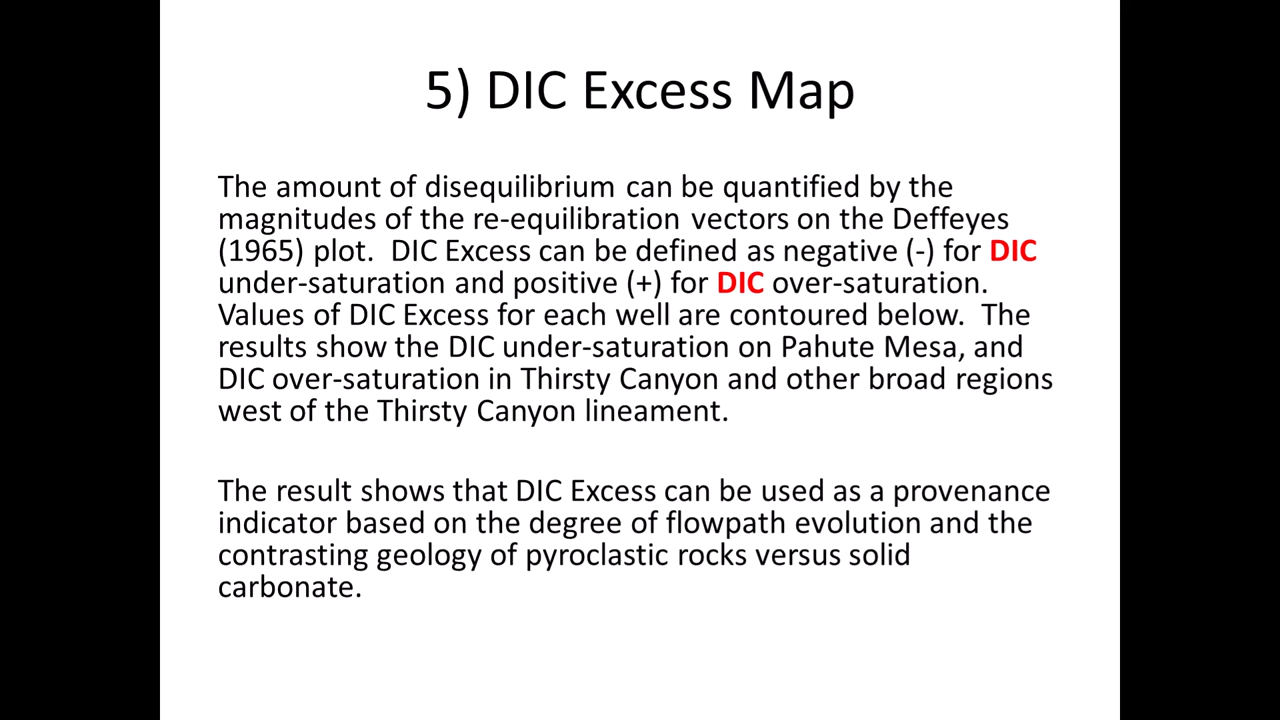 5) DIC Excess Map
The amount of disequilibrium can be quantified by the
magnitudes of the re-equilibration vectors on the Deffeyes
(1965) plot.  DIC Excess can be defined as negative (-) for DIC
under-saturation and positive (+) for DIC over-saturation.
Values of DIC Excess for each well are contoured below.  The
results show the DIC under-saturation on Pahute Mesa, and
DIC over-saturation in Thirsty Canyon and other broad regions
west of the Thirsty Canyon lineament.
The result shows that DIC Excess can be used as a provenance
indicator based on the degree of flowpath evolution and the
contrasting geology of pyroclastic rocks versus solid
carbonate.